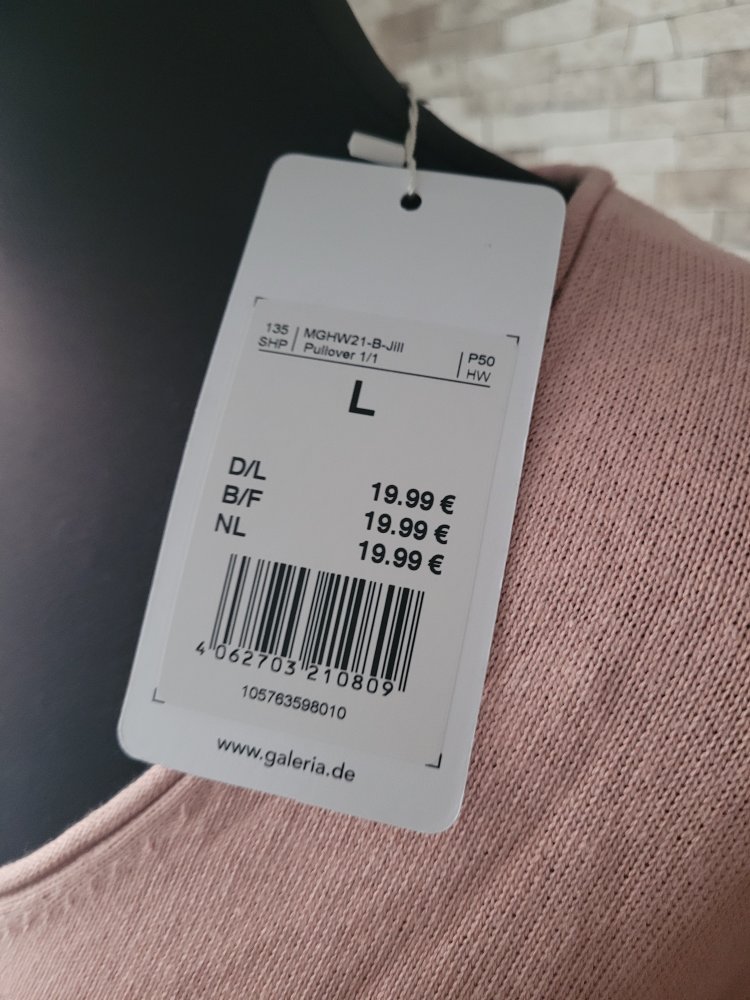 135 MGHW21-B-Jill P50
SHP Pullover 1/1 HW
L
D/L 19.99 €
B/F 19.99 €
NL 19.99 €
4 062703 210809
105763598010
www.galeria.de